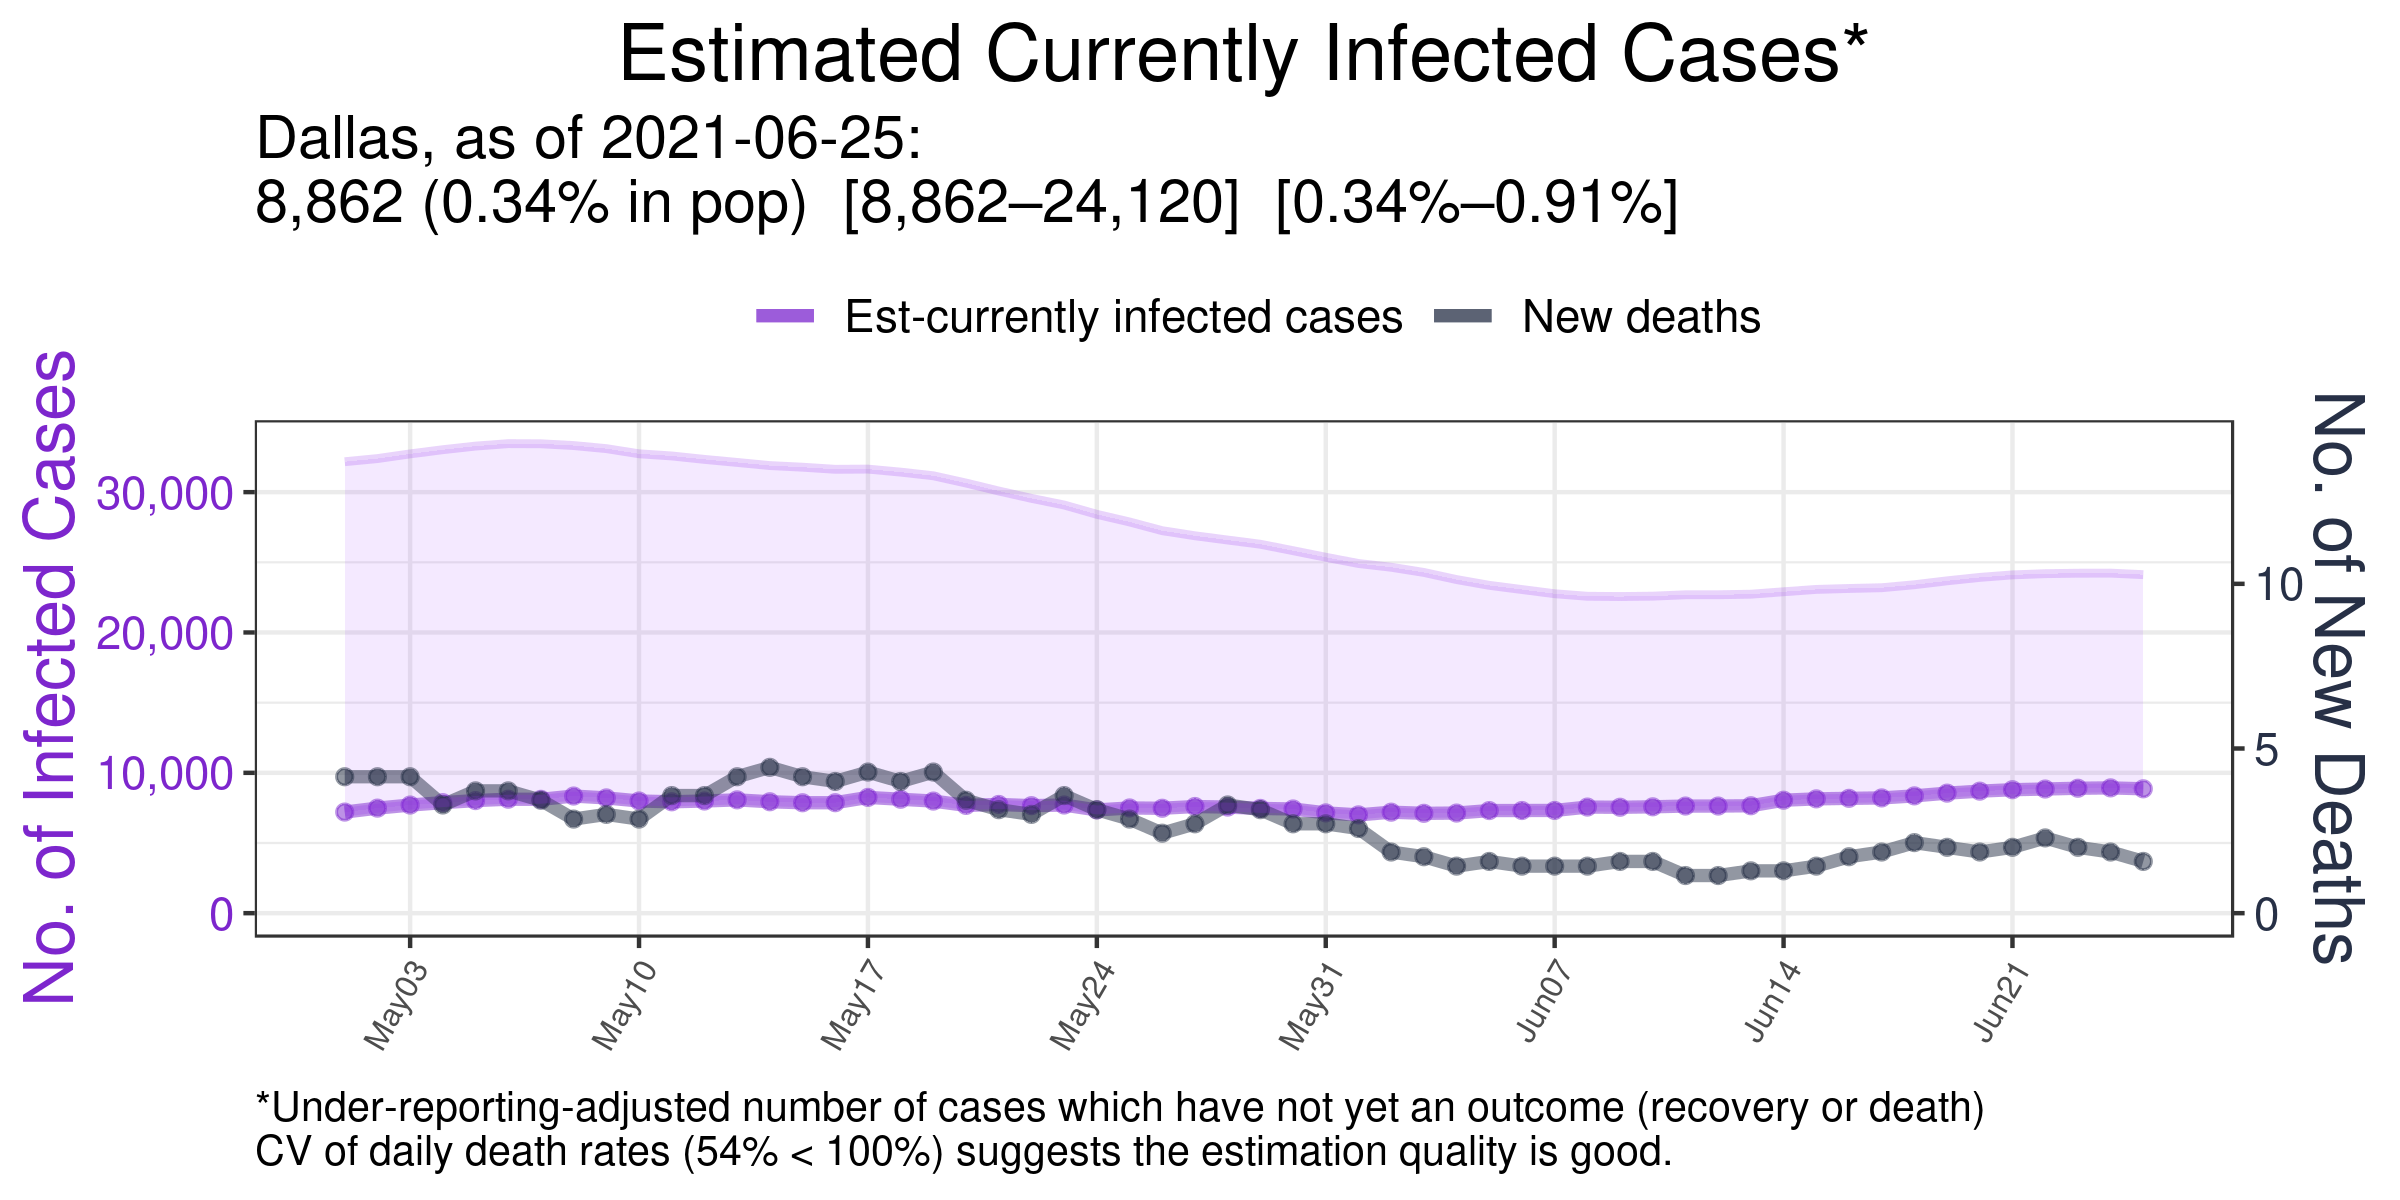 Estimated Currently Infected Cases*
Dallas, as of 2021-06-25:
8,862 (0.34% in pop)  [8,862–24,120]  [0.34%–0.91%]
Est-currently infected cases
New deaths
No. of Infected Cases
30,000
20,000
10,000
0
10
5
0
No. of New Deaths
May03
May10
May17
May24
May31
Jun07
Jun14
Jun21
*Under-reporting-adjusted number of cases which have not yet an outcome (recovery or death)
CV of daily death rates (54% < 100%) suggests the estimation quality is good.